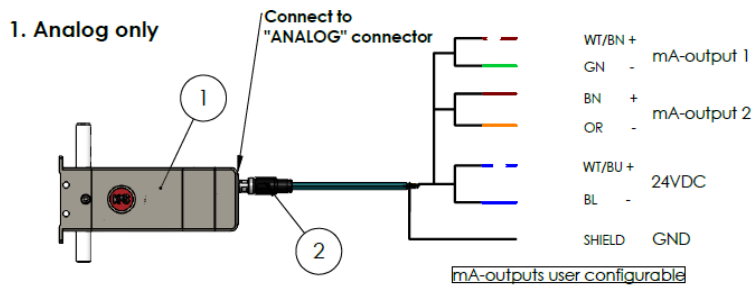 1. Analog only
Connect to
"ANALOG" connector
1
2
WT/BN +
GN -
mA-output 1
BN +
OR -
mA-output 2
WT/BU +
BL -
24VDC
SHIELD GND
mA-outputs user configurable